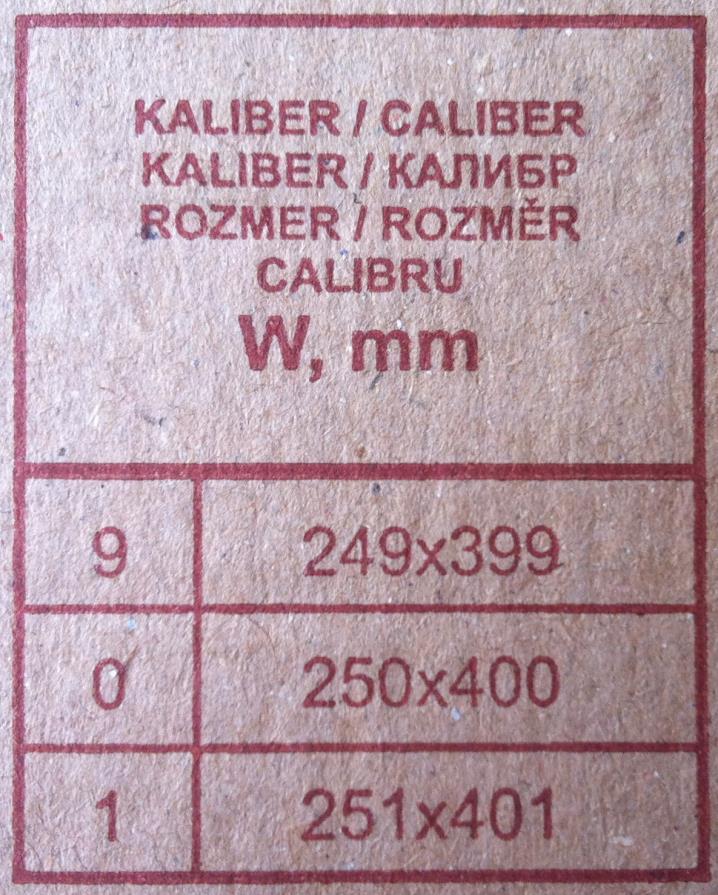 KALIBER / CALIBER
KALIBER / КАЛИБР
ROZMER / ROZMĚR
CALIBRU
W, mm
9 249x399
0 250x400
1 251x401